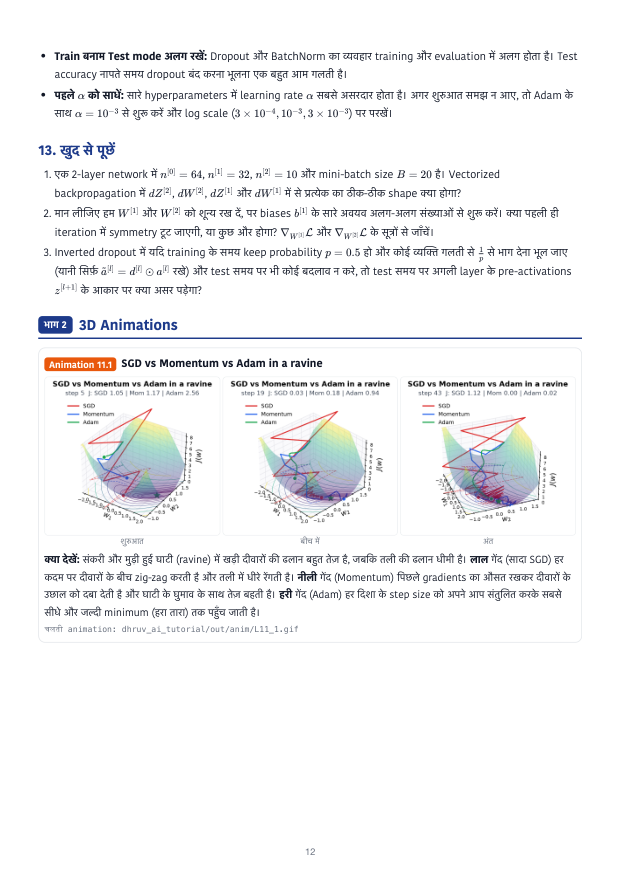 • Train बनाम Test mode अलग रखें: Dropout और BatchNorm का व्यवहार training और evaluation में अलग होता है। Test
accuracy नापते समय dropout बंद करना भूलना एक बहुत आम गलती है।
• पहले α को साधें: सारे hyperparameters में learning rate α सबसे असरदार होता है। अगर शुरुआत समझ न आए, तो Adam के
साथ α = 10⁻³ से शुरू करें और log scale (3 × 10⁻⁴, 10⁻³, 3 × 10⁻³) पर परखें।
13. खुद से पूछें
1. एक 2-layer network में n^[0] = 64, n^[1] = 32, n^[2] = 10 और mini-batch size B = 20 है। Vectorized
backpropagation में dZ^[2], dW^[2], dZ^[1] और dW^[1] में से प्रत्येक का ठीक-ठीक shape क्या होगा?
2. मान लीजिए हम W^[1] और W^[2] को शून्य रख दें, पर biases b^[1] के सारे अवयव अलग-अलग संख्याओं से शुरू करें। क्या पहली ही
iteration में symmetry टूट जाएगी, या कुछ और होगा? ∇_{W^[1]}ℒ और ∇_{W^[2]}ℒ के सूत्रों से जाँचें।
3. Inverted dropout में यदि training के समय keep probability p = 0.5 हो और कोई व्यक्ति गलती से 1/p से भाग देना भूल जाए
(यानी सिर्फ़ ã^[l] = d^[l] ⊙ a^[l] रखे) और test समय पर भी कोई बदलाव न करे, तो test समय पर अगली layer के pre-activations
z^[l+1] के आकार पर क्या असर पड़ेगा?
भाग 2 3D Animations
Animation 11.1 SGD vs Momentum vs Adam in a ravine
SGD vs Momentum vs Adam in a ravine
step 5 | J: SGD 1.05 | Mom 1.17 | Adam 2.56
SGD
Momentum
Adam
शुरुआत
SGD vs Momentum vs Adam in a ravine
step 19 | J: SGD 0.03 | Mom 0.18 | Adam 0.94
SGD
Momentum
Adam
बीच में
SGD vs Momentum vs Adam in a ravine
step 43 | J: SGD 1.12 | Mom 0.00 | Adam 0.02
SGD
Momentum
Adam
अंत
क्या देखें: संकरी और मुड़ी हुई घाटी (ravine) में खड़ी दीवारों की ढलान बहुत तेज़ है, जबकि तली की ढलान धीमी है। लाल गेंद (सादा SGD) हर
कदम पर दीवारों के बीच zig-zag करती है और तली में धीरे रेंगती है। नीली गेंद (Momentum) पिछले gradients का औसत रखकर दीवारों के
उछाल को दबा देती है और घाटी के घुमाव के साथ तेज़ बहती है। हरी गेंद (Adam) हर दिशा के step size को अपने आप संतुलित करके सबसे
सीधे और जल्दी minimum (हरा तारा) तक पहुँच जाती है।
चलती animation: dhruv_ai_tutorial/out/anim/L11_1.gif
12